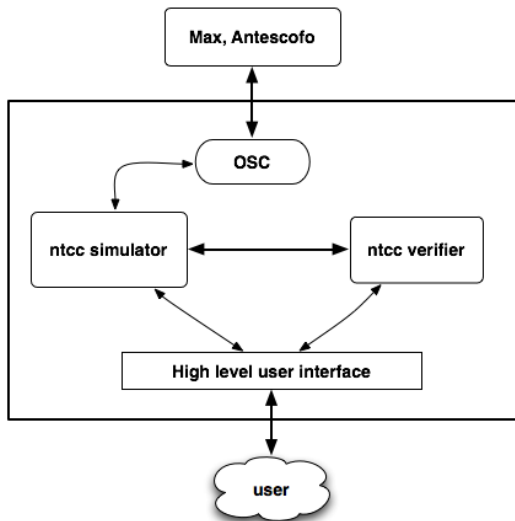 Max, Antescofo
OSC
ntcc simulator
ntcc verifier
High level user interface
user